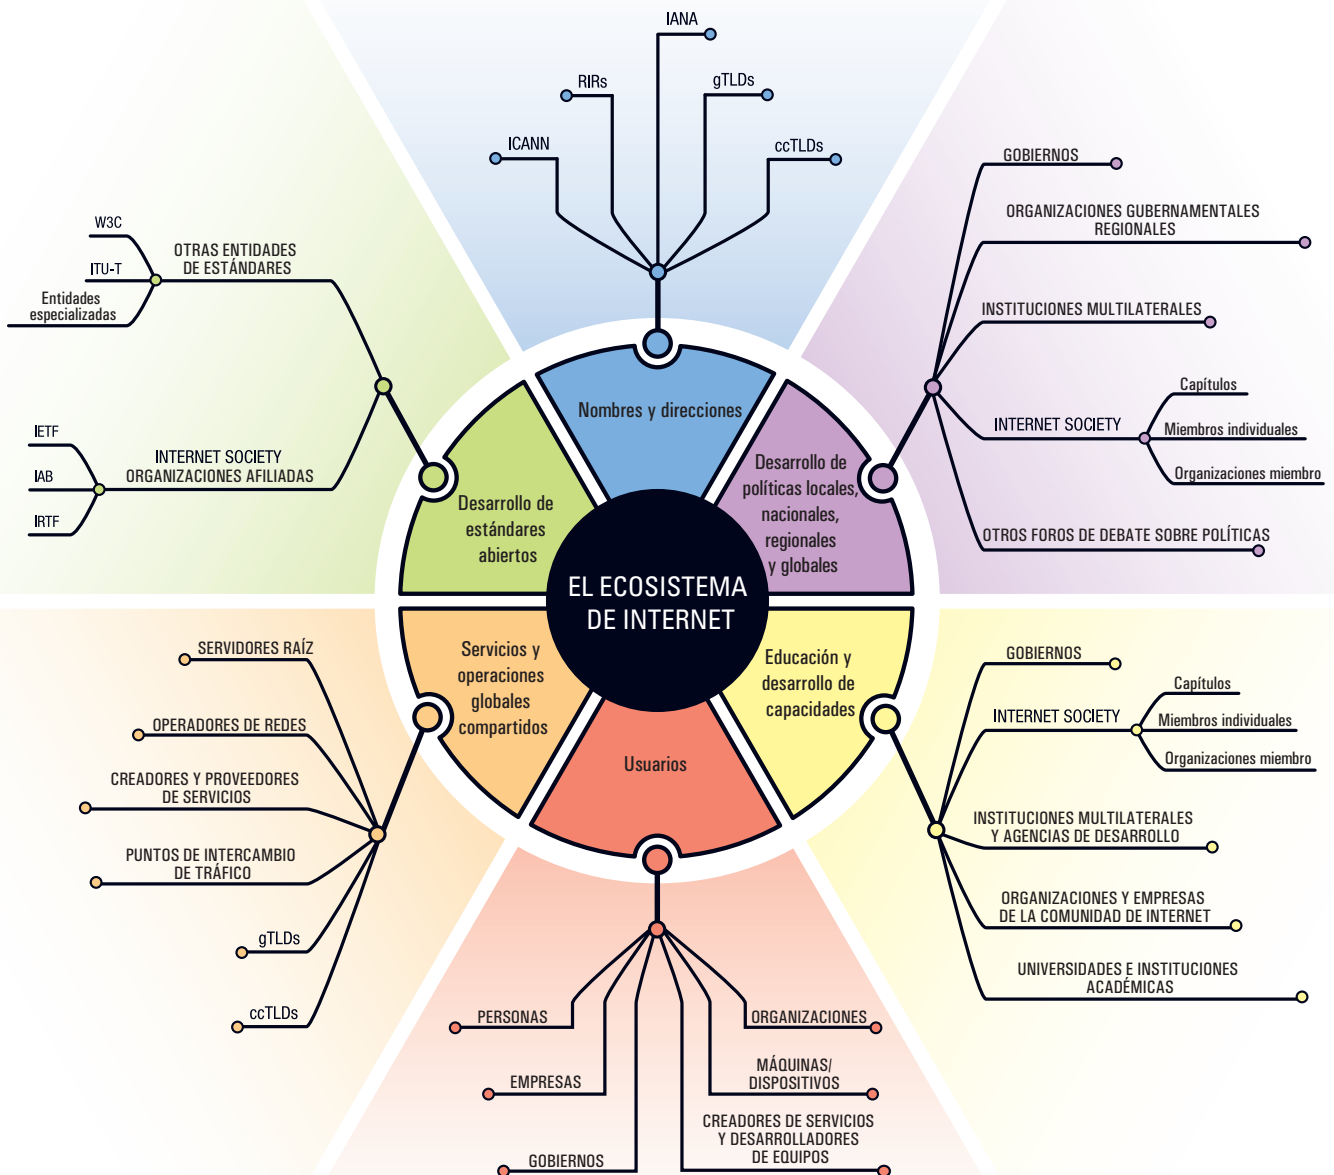 IANA
RIRs
gTLDs
ICANN
ccTLDs
Nombres y direcciones
GOBIERNOS
ORGANIZACIONES GUBERNAMENTALES
REGIONALES
INSTITUCIONES MULTILATERALES
INTERNET SOCIETY
Capítulos
Miembros individuales
Organizaciones miembro
OTROS FOROS DE DEBATE SOBRE POLÍTICAS
Desarrollo de
políticas locales,
nacionales,
regionales
y globales
W3C
ITU-T
Entidades
especializadas
OTRAS ENTIDADES
DE ESTÁNDARES
IETF
IAB
IRTF
INTERNET SOCIETY
ORGANIZACIONES AFILIADAS
Desarrollo de
estándares
abiertos
EL ECOSISTEMA
DE INTERNET
Servicios y
operaciones
globales
compartidos
SERVIDORES RAÍZ
OPERADORES DE REDES
CREADORES Y PROVEEDORES
DE SERVICIOS
PUNTOS DE INTERCAMBIO
DE TRÁFICO
gTLDs
ccTLDs
Educación y
desarrollo de
capacidades
GOBIERNOS
INTERNET SOCIETY
Capítulos
Miembros individuales
Organizaciones miembro
INSTITUCIONES MULTILATERALES
Y AGENCIAS DE DESARROLLO
ORGANIZACIONES Y EMPRESAS
DE LA COMUNIDAD DE INTERNET
UNIVERSIDADES E INSTITUCIONES
ACADÉMICAS
Usuarios
PERSONAS
EMPRESAS
GOBIERNOS
ORGANIZACIONES
MÁQUINAS/
DISPOSITIVOS
CREADORES DE SERVICIOS
Y DESARROLLADORES
DE EQUIPOS